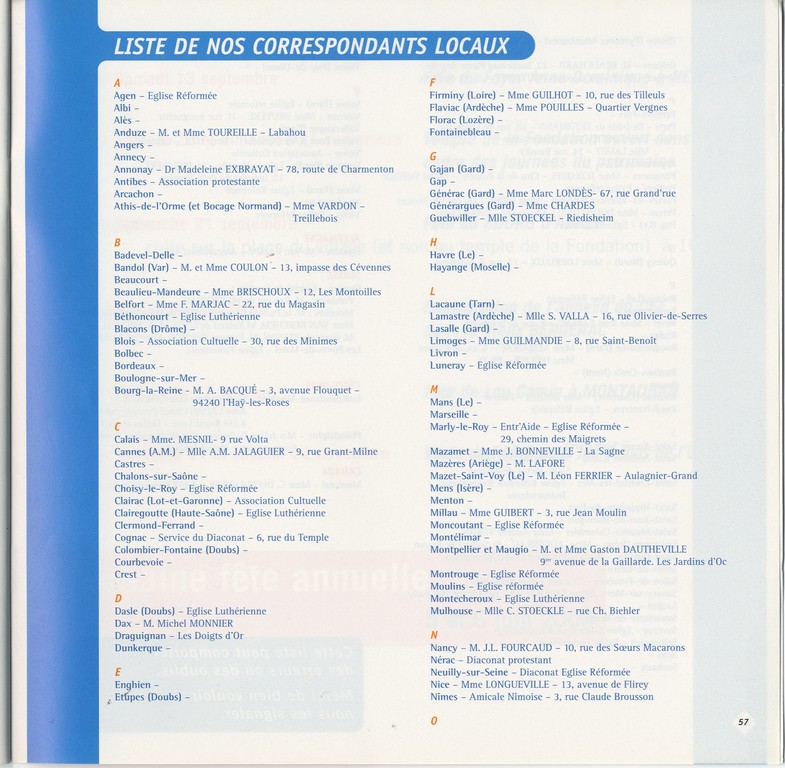 LISTE DE NOS CORRESPONDANTS LOCAUX
A
Agen – Eglise Réformée
Albi –
Alès –
Anduze – M. et Mme TOUREILLE – Labahou
Angers –
Annecy –
Annonay – Dr Madeleine EXBRAYAT – 78, route de Charmenton
Antibes – Association protestante
Arcachon –
Athis-de-l'Orme (et Bocage Normand) – Mme VARDON –
Treillebois
B
Badevel-Delle –
Bandol (Var) – M. et Mme COULON – 13, impasse des Cévennes
Beaucourt –
Beaulieu-Mandeure – Mme BRISCHOUX – 12, Les Montoilles
Belfort – Mme F. MARJAC – 22, rue du Magasin
Béthoncourt – Eglise Luthérienne
Blacons (Drôme) –
Blois – Association Cultuelle – 30, rue des Minimes
Bolbec –
Bordeaux –
Boulogne-sur-Mer –
Bourg-la-Reine – M. A. BACQUÉ – 3, avenue Flouquet –
94240 l'Haÿ-les-Roses
C
Calais – Mme. MESNIL- 9 rue Volta
Cannes (A.M.) – Mlle A.M. JALAGUIER – 9, rue Grant-Milne
Castres –
Chalons-sur-Saône –
Choisy-le-Roy – Eglise Réformée
Clairac (Lot-et-Garonne) – Association Cultuelle
Clairegoutte (Haute-Saône) – Eglise Luthérienne
Clermond-Ferrand –
Cognac – Service du Diaconat – 6, rue du Temple
Colombier-Fontaine (Doubs) –
Courbevoie –
Crest –
D
Dasle (Doubs) – Eglise Luthérienne
Dax – M. Michel MONNIER
Draguignan – Les Doigts d'Or
Dunkerque –
E
Enghien –
Etupes (Doubs) –
F
Firminy (Loire) – Mme GUILHOT – 10, rue des Tilleuls
Flaviac (Ardèche) – Mme POUILLES – Quartier Vergnes
Florac (Lozère) –
Fontainebleau –
G
Gajan (Gard) –
Gap –
Générac (Gard) – Mme Marc LONDÈS- 67, rue Grand'rue
Générargues (Gard) – Mme CHARDES
Guebwiller – Mlle STOECKEL – Riedisheim
H
Havre (Le) –
Hayange (Moselle) –
L
Lacaune (Tarn) –
Lamastre (Ardèche) – Mlle S. VALLA – 16, rue Olivier-de-Serres
Lasalle (Gard) –
Limoges – Mme GUILMANDIE – 8, rue Saint-Benoît
Livron –
Luneray – Eglise Réformée
M
Mans (Le) –
Marseille –
Marly-le-Roy – Entr'Aide – Eglise Réformée –
29, chemin des Maigrets
Mazamet – Mme J. BONNEVILLE – La Sagne
Mazères (Ariège) – M. LAFORE
Mazet-Saint-Voy (Le) – M. Léon FERRIER – Aulagnier-Grand
Mens (Isère) –
Menton –
Millau – Mme GUIBERT – 3, rue Jean Moulin
Moncoutant – Eglise Réformée
Montélimar –
Montpellier et Maugio – M. et Mme Gaston DAUTHEVILLE
9ème avenue de la Gaillarde. Les Jardins d'Oc
Montrouge – Eglise Réformée
Moulins – Eglise réformée
Montecheroux – Eglise Luthérienne
Mulhouse – Mlle C. STOECKLE – rue Ch. Biehler
N
Nancy – M. J.L. FOURCAUD – 10, rue des Sœurs Macarons
Nérac – Diaconat protestant
Neuilly-sur-Seine – Diaconat Eglise Réformée
Nice – Mme LONGUEVILLE – 13, avenue de Flirey
Nîmes – Amicale Nîmoise – 3, rue Claude Brousson
O
57